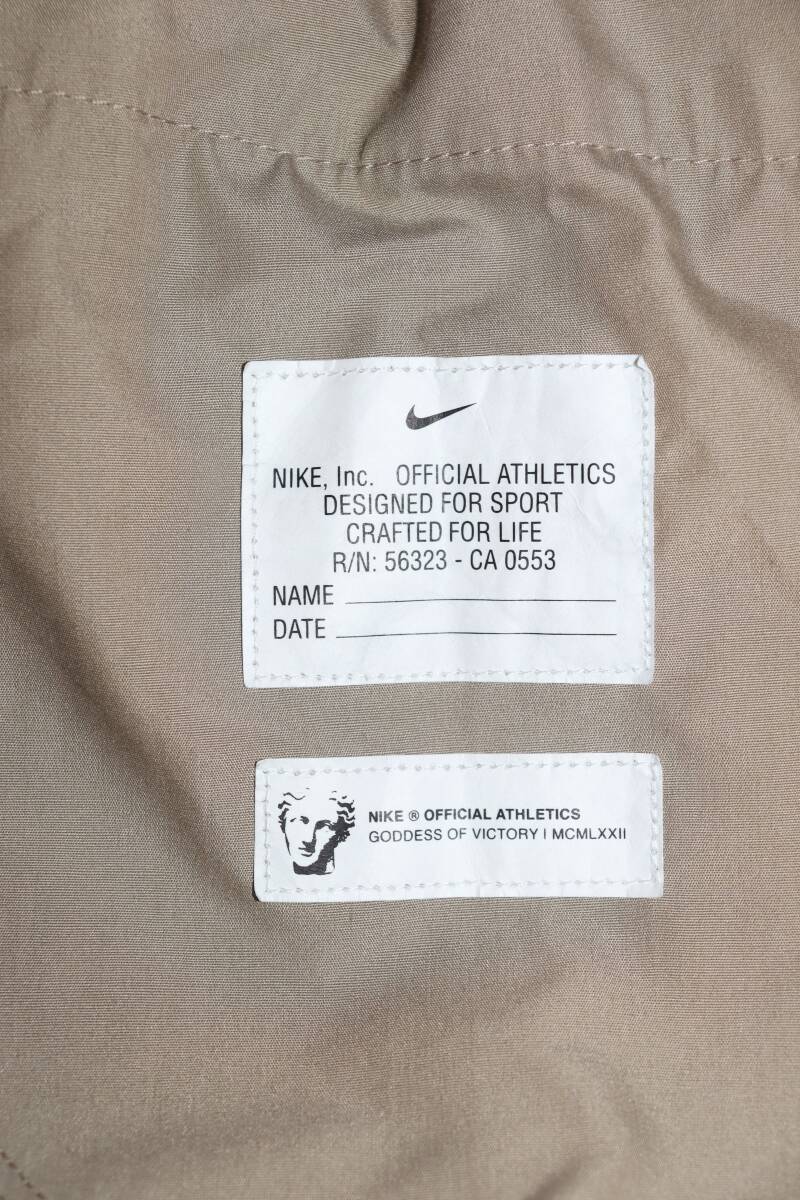 NIKE, Inc. OFFICIAL ATHLETICS
DESIGNED FOR SPORT
CRAFTED FOR LIFE
R/N: 56323 - CA 0553
NAME
DATE
NIKE ® OFFICIAL ATHLETICS
GODDESS OF VICTORY | MCMLXXII